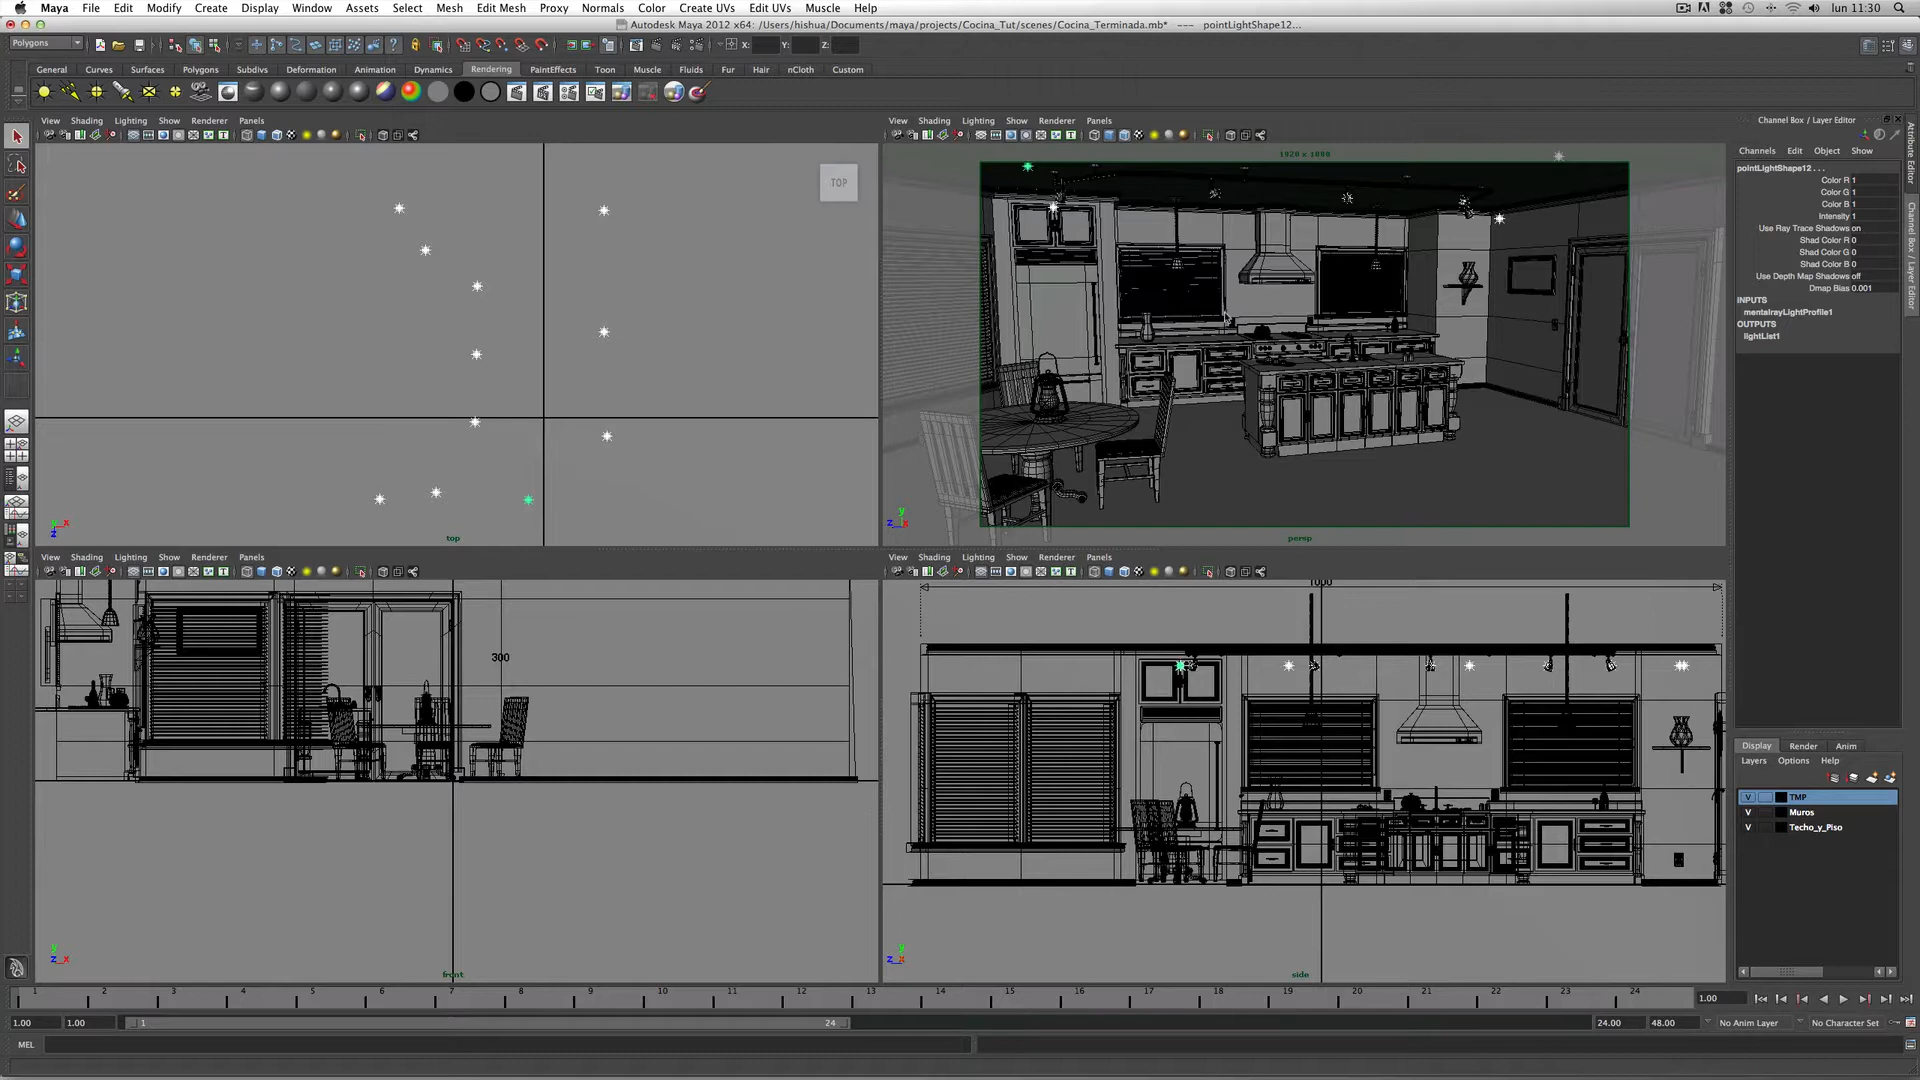 Maya File Edit Modify Create Display Window Assets Select Mesh Edit Mesh Proxy Normals Color Create UVs Edit UVs Muscle Help lun 11:30
Autodesk Maya 2012 x64: /Users/hishua/Documents/maya/projects/Cocina_Tut/scenes/Cocina_Terminada.mb* --- pointLightShape12...
Polygons X: Y: Z:
General Curves Surfaces Polygons Subdivs Deformation Animation Dynamics Rendering PaintEffects Toon Muscle Fluids Fur Hair nCloth Custom
View Shading Lighting Show Renderer Panels
View Shading Lighting Show Renderer Panels
Channel Box / Layer Editor
Channels Edit Object Show
1920 x 1080
TOP
pointLightShape12 . . .
Color R 1
Color G 1
Color B 1
Intensity 1
Use Ray Trace Shadows on
Shad Color R 0
Shad Color G 0
Shad Color B 0
Use Depth Map Shadows off
Dmap Bias 0.001
INPUTS
mentalrayLightProfile1
OUTPUTS
lightList1
Attribute Editor
Channel Box / Layer Editor
top
persp
View Shading Lighting Show Renderer Panels
View Shading Lighting Show Renderer Panels
1000
300
front
side
Display Render Anim
Layers Options Help
V TMP
V Muros
V Techo_y_Piso
1 2 3 4 5 6 7 8 9 10 11 12 13 14 15 16 17 18 19 20 21 22 23 24 1.00
1.00 1.00 1 24 24.00 48.00 No Anim Layer No Character Set
MEL